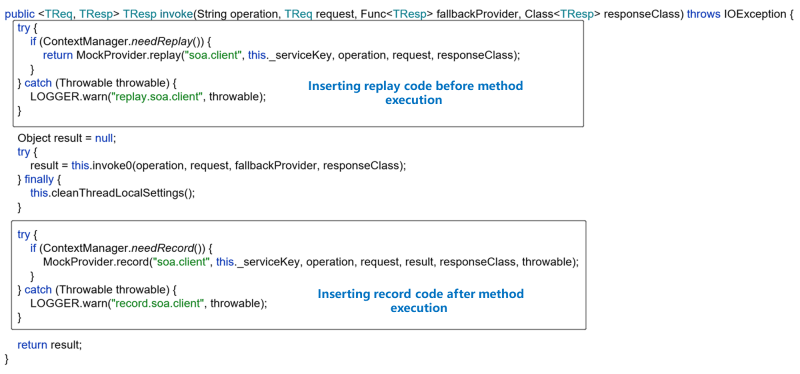 public <TReq, TResp> TResp invoke(String operation, TReq request, Func<TResp> fallbackProvider, Class<TResp> responseClass) throws IOException {
try {
if (ContextManager.needReplay()) {
return MockProvider.replay("soa.client", this._serviceKey, operation, request, responseClass);
}
} catch (Throwable throwable) {
LOGGER.warn("replay.soa.client", throwable);
}
Inserting replay code before method
execution
Object result = null;
try {
result = this.invoke0(operation, request, fallbackProvider, responseClass);
} finally {
this.cleanThreadLocalSettings();
}
try {
if (ContextManager.needRecord()) {
MockProvider.record("soa.client", this._serviceKey, operation, request, result, responseClass, throwable);
}
} catch (Throwable throwable) {
LOGGER.warn("record.soa.client", throwable);
}
Inserting record code after method
execution
return result;
}